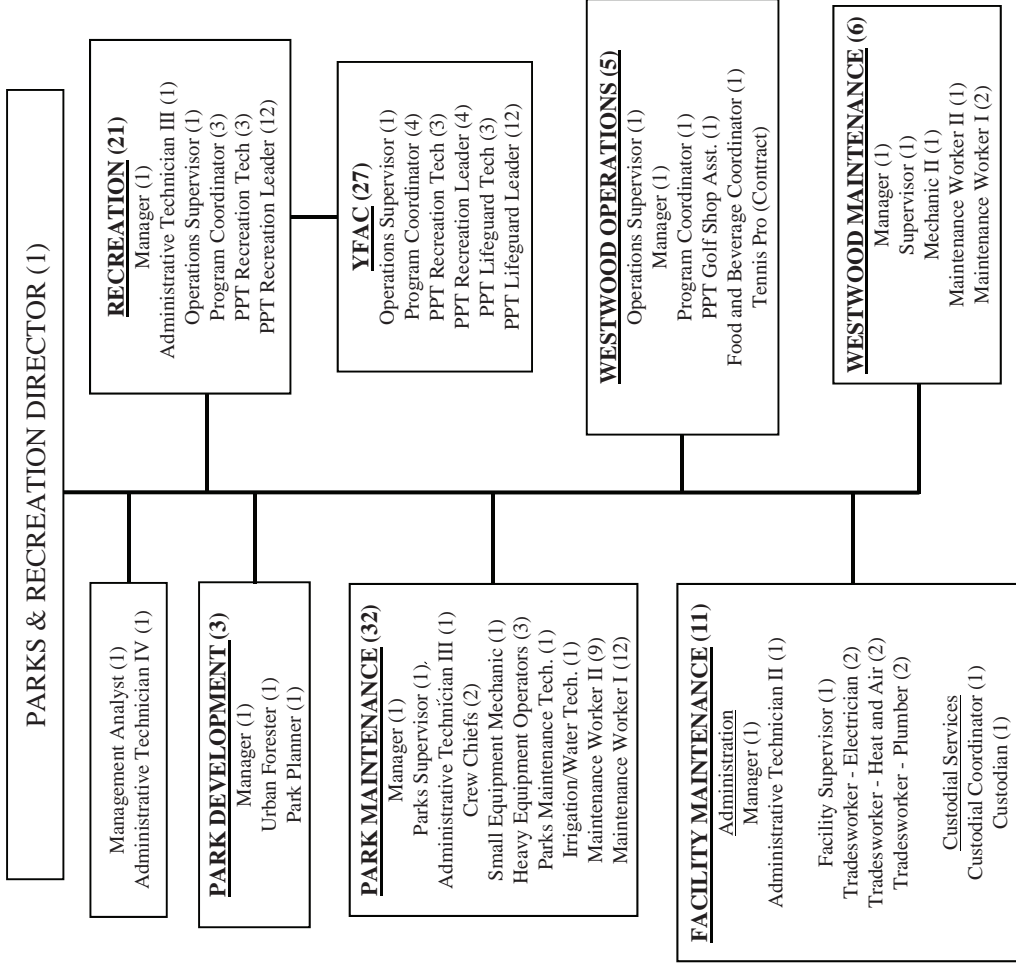 PARKS & RECREATION DIRECTOR (1)
Management Analyst (1)
Administrative Technician IV (1)
PARK DEVELOPMENT (3)
Manager (1)
Urban Forester (1)
Park Planner (1)
PARK MAINTENANCE (32)
Manager (1)
Parks Supervisor (1).
Administrative Technician III (1)
Crew Chiefs (2)
Small Equipment Mechanic (1)
Heavy Equipment Operators (3)
Parks Maintenance Tech. (1)
Irrigation/Water Tech. (1)
Maintenance Worker II (9)
Maintenance Worker I (12)
FACILITY MAINTENANCE (11)
Administration
Manager (1)
Administrative Technician II (1)
Facility Supervisor (1)
Tradesworker - Electrician (2)
Tradesworker - Heat and Air (2)
Tradesworker - Plumber (2)
Custodial Services
Custodial Coordinator (1)
Custodian (1)
RECREATION (21)
Manager (1)
Administrative Technician III (1)
Operations Supervisor (1)
Program Coordinator (3)
PPT Recreation Tech (3)
PPT Recreation Leader (12)
YFAC (27)
Operations Supervisor (1)
Program Coordinator (4)
PPT Recreation Tech (3)
PPT Recreation Leader (4)
PPT Lifeguard Tech (3)
PPT Lifeguard Leader (12)
WESTWOOD OPERATIONS (5)
Operations Supervisor (1)
Manager (1)
Program Coordinator (1)
PPT Golf Shop Asst. (1)
Food and Beverage Coordinator (1)
Tennis Pro (Contract)
WESTWOOD MAINTENANCE (6)
Manager (1)
Supervisor (1)
Mechanic II (1)
Maintenance Worker II (1)
Maintenance Worker I (2)